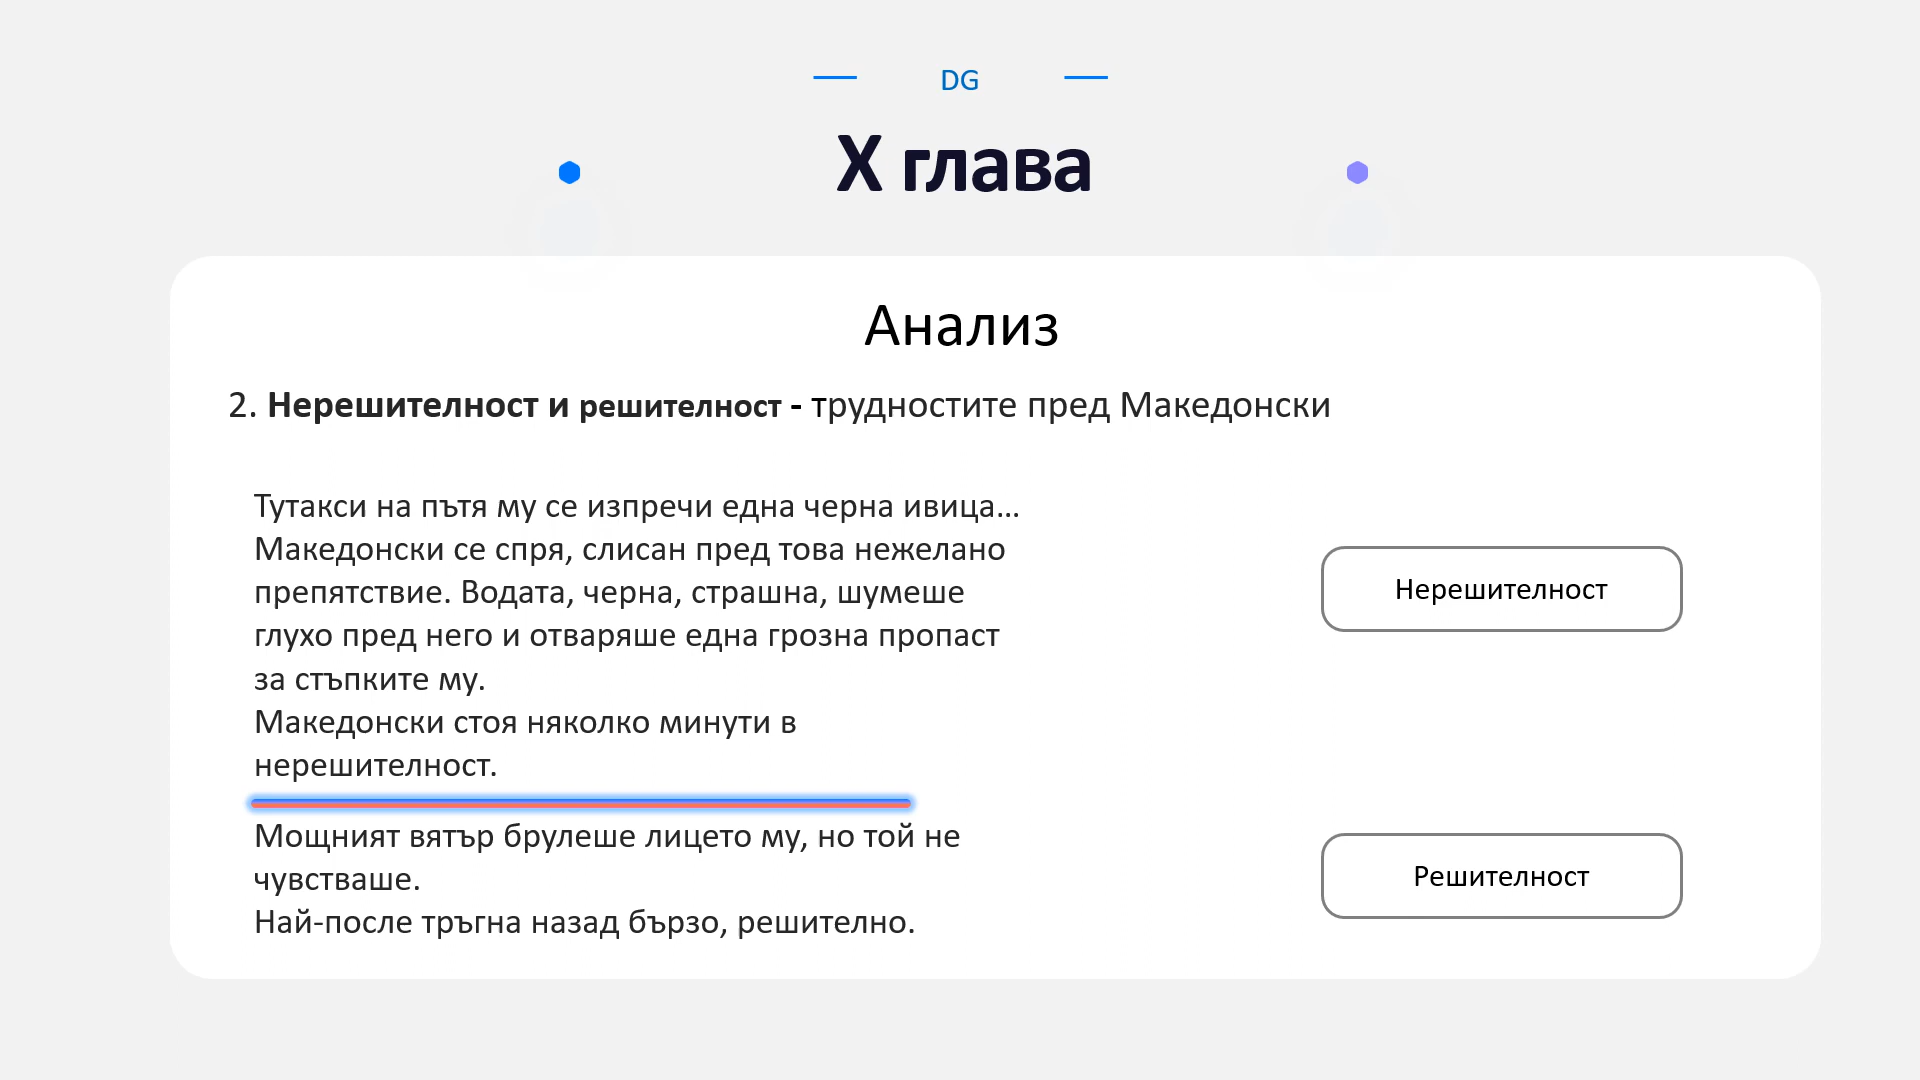 DG
X глава
Анализ
2. Нерешителност и решителност - трудностите пред Македонски
Тутакси на пътя му се изпречи една черна ивица...
Македонски се спря, слисан пред това нежелано
препятствие. Водата, черна, страшна, шумеше
глухо пред него и отваряше една грозна пропаст
за стъпките му.
Македонски стоя няколко минути в
нерешителност.
Нерешителност
Мощният вятър брулеше лицето му, но той не
чувстваше.
Най-после тръгна назад бързо, решително.
Решителност